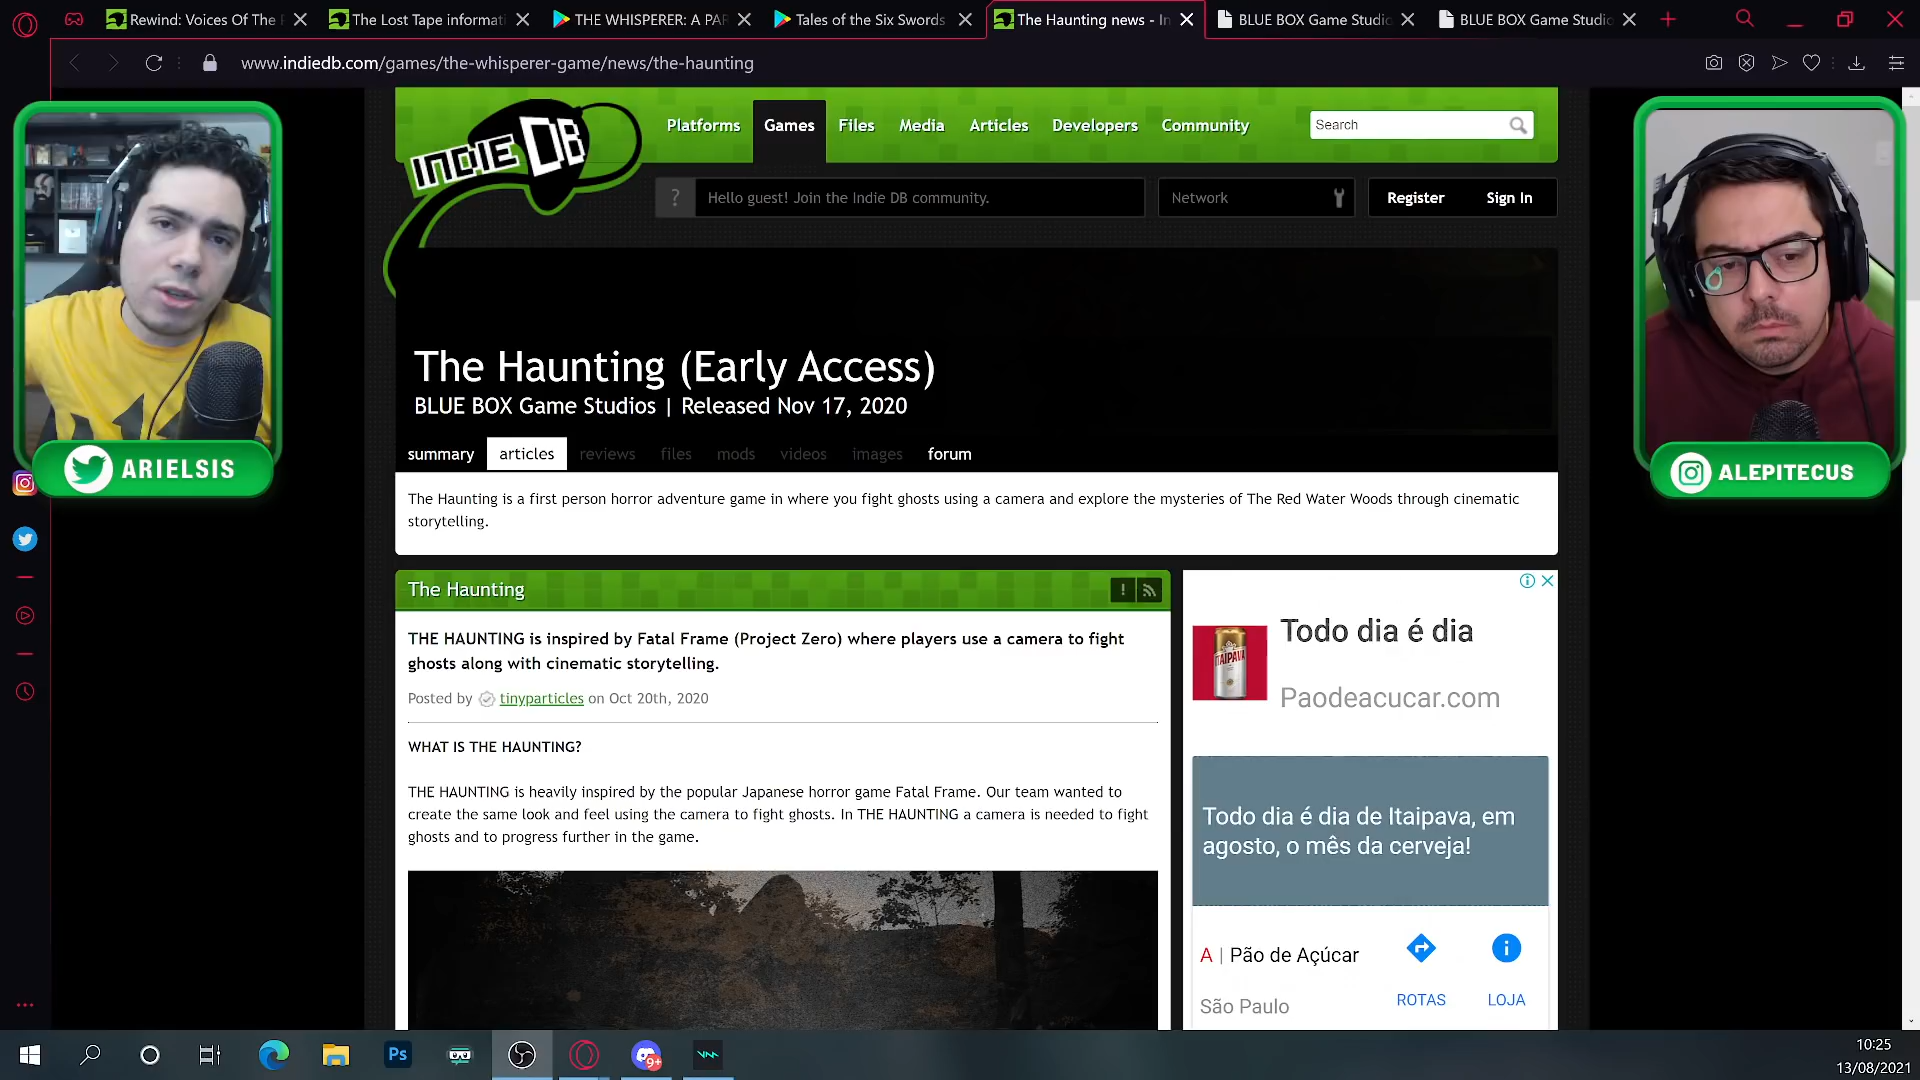 Rewind: Voices Of The
The Lost Tape informati
THE WHISPERER: A PAR
Tales of the Six Swords
The Haunting news - In
BLUE BOX Game Studio
BLUE BOX Game Studio
www.indiedb.com/games/the-whisperer-game/news/the-haunting
INDIE DB
Platforms
Games
Files
Media
Articles
Developers
Community
Search
?
Hello guest! Join the Indie DB community.
Network
Register
Sign In
The Haunting (Early Access)
BLUE BOX Game Studios | Released Nov 17, 2020
summary
articles
reviews
files
mods
videos
images
forum
ARIELSIS
ALEPITECUS
The Haunting is a first person horror adventure game in where you fight ghosts using a camera and explore the mysteries of The Red Water Woods through cinematic
storytelling.
The Haunting
!
THE HAUNTING is inspired by Fatal Frame (Project Zero) where players use a camera to fight
ghosts along with cinematic storytelling.
Posted by tinyparticles on Oct 20th, 2020
WHAT IS THE HAUNTING?
THE HAUNTING is heavily inspired by the popular Japanese horror game Fatal Frame. Our team wanted to
create the same look and feel using the camera to fight ghosts. In THE HAUNTING a camera is needed to fight
ghosts and to progress further in the game.
ITAIPAVA
Todo dia é dia
Paodeacucar.com
Todo dia é dia de Itaipava, em
agosto, o mês da cerveja!
A | Pão de Açúcar
São Paulo
ROTAS
LOJA
Ps
9+
10:25
13/08/2021